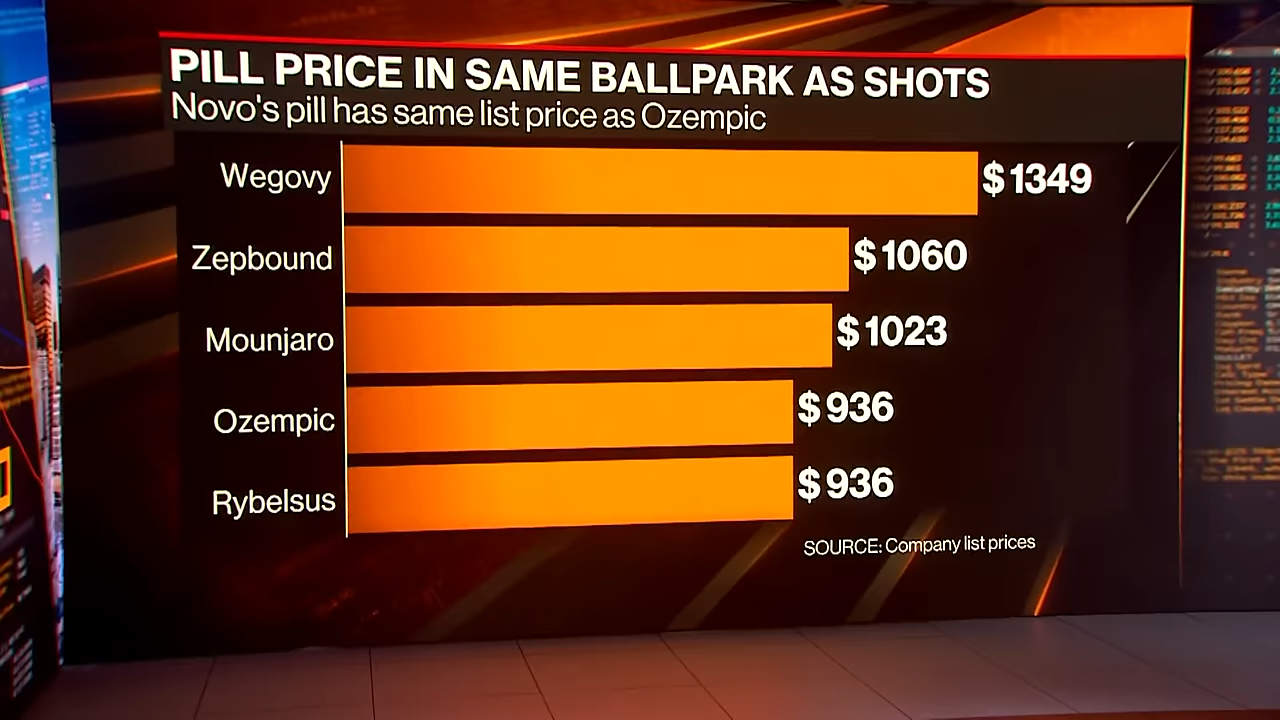 PILL PRICE IN SAME BALLPARK AS SHOTS
Novo's pill has same list price as Ozempic
Wegovy $1349
Zepbound $1060
Mounjaro $1023
Ozempic $936
Rybelsus $936
SOURCE: Company list prices